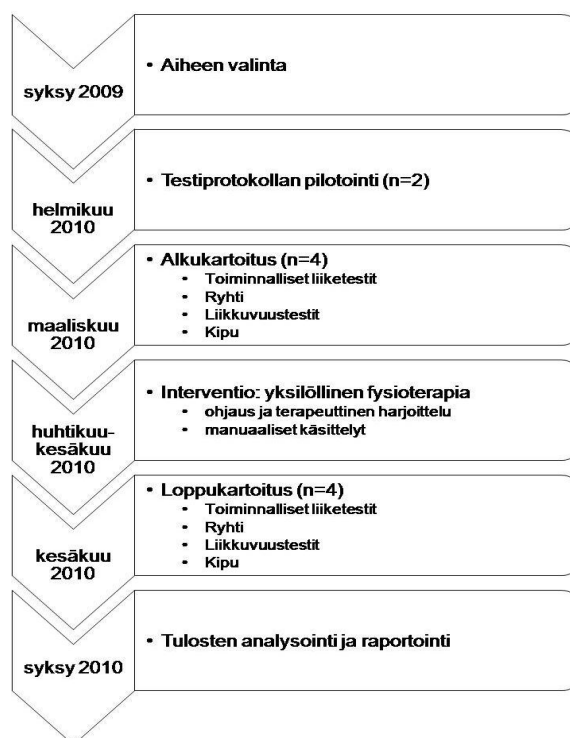 syksy 2009
• Aiheen valinta
helmikuu
2010
• Testiprotokollan pilotointi (n=2)
maaliskuu
2010
• Alkukartoitus (n=4)
• Toiminnalliset liiketestit
• Ryhti
• Liikkuvuustestit
• Kipu
huhtikuu-
kesäkuu
2010
• Interventio: yksilöllinen fysioterapia
• ohjaus ja terapeuttinen harjoittelu
• manuaaliset käsittelyt
kesäkuu
2010
• Loppukartoitus (n=4)
• Toiminnalliset liiketestit
• Ryhti
• Liikkuvuustestit
• Kipu
syksy 2010
• Tulosten analysointi ja raportointi